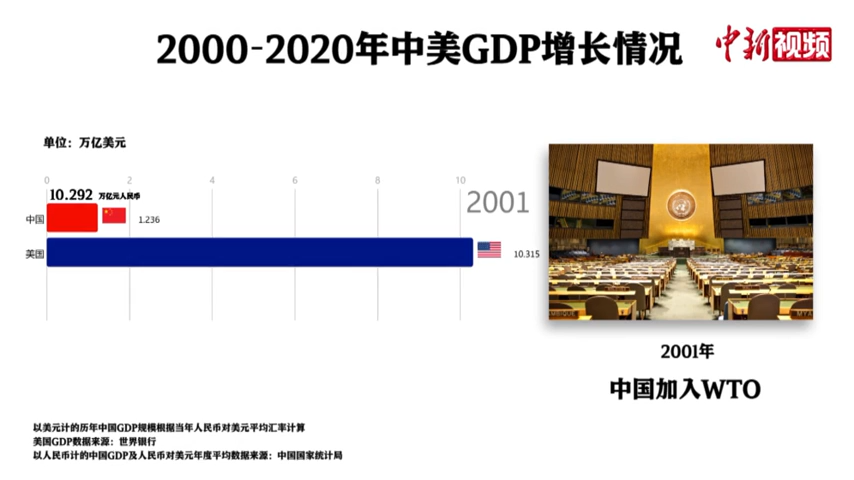 2000-2020年中美GDP增长情况
中新视频
单位：万亿美元
0 2 4 6 8 10
10.292 万亿元人民币
2001
中国 1.236
美国 10.315
2001年
中国加入WTO
以美元计的历年中国GDP规模根据当年人民币对美元平均汇率计算
美国GDP数据来源：世界银行
以人民币计的中国GDP及人民币对美元年度平均数据来源：中国国家统计局